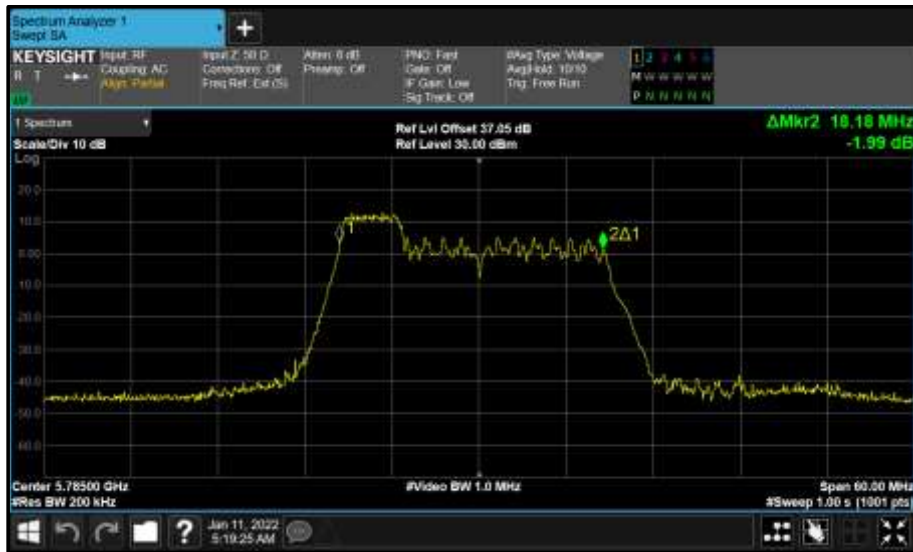 Spectrum Analyzer 1
Swept SA
+
KEYSIGHT
R T
Input: RF
Coupling: AC
Align: Partial
Input Z: 50 Ω
Corrections: Off
Freq Ref: Ext (S)
Atten: 6 dB
Preamp: Off
PNO: Fast
Gate: Off
IF Gain: Low
Sig Track: Off
#Avg Type: Voltage
Avg|Hold: 10/10
Trig: Free Run
1 2 3 4 5 6
M W W W W W
P N N N N N
1 Spectrum
Scale/Div 10 dB
Ref Lvl Offset 37.05 dB
Ref Level 30.00 dBm
ΔMkr2 18.18 MHz
-1.99 dB
Log
20.0
10.0
0.00
-10.0
-20.0
-30.0
-40.0
-50.0
-60.0
1
2Δ1
Center 5.78500 GHz
#Res BW 200 kHz
#Video BW 1.0 MHz
Span 60.00 MHz
#Sweep 1.00 s (1001 pts)
?
Jan 11, 2022
5:19:25 AM